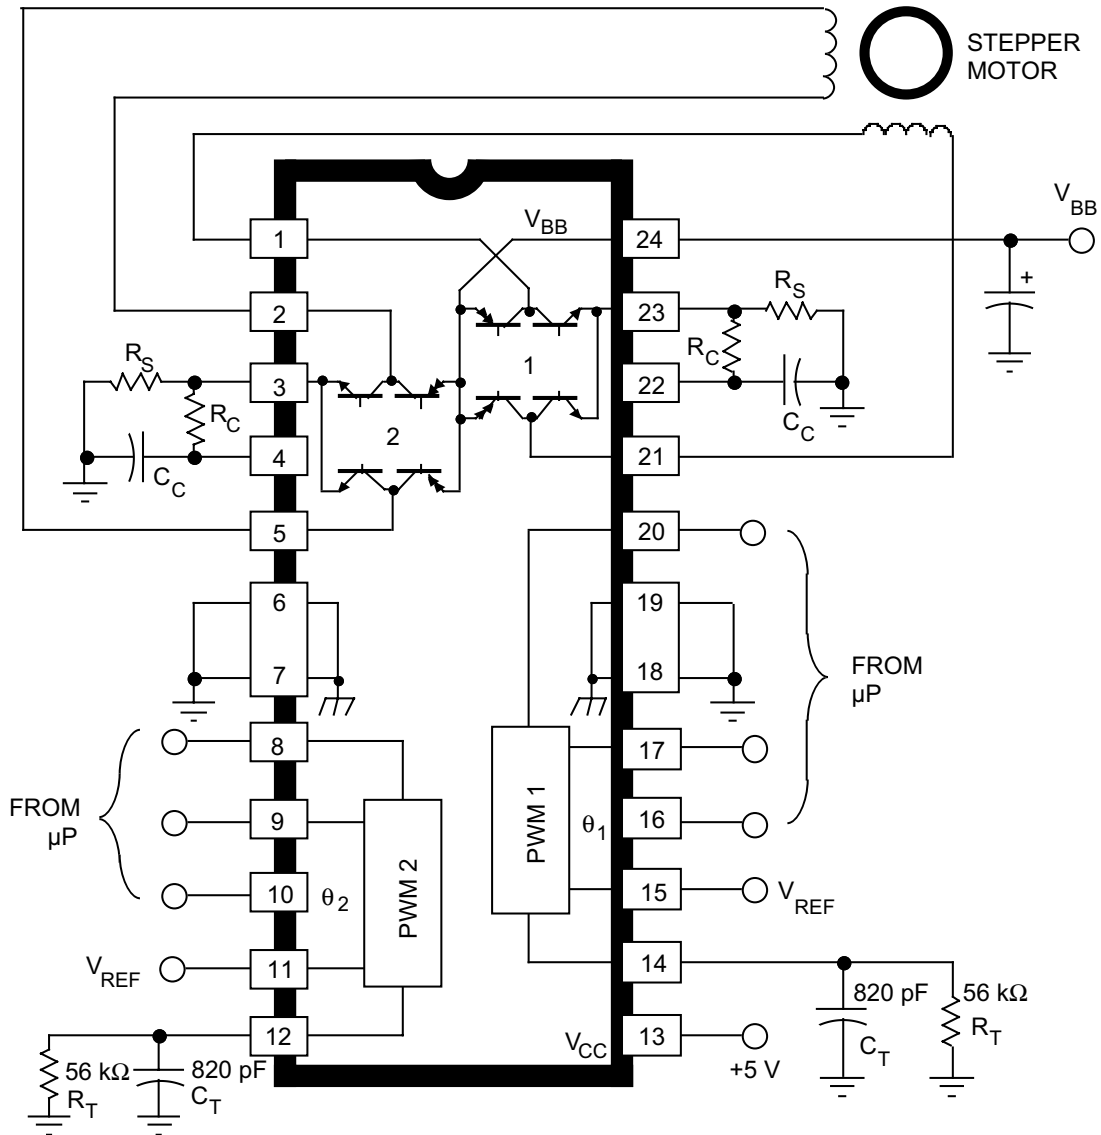 STEPPER
MOTOR
V_BB
V_BB
1
24
2
23
R_S
R_C
R_S
3
22
1
R_C
C_C
2
4
21
C_C
5
20
6
19
7
18
FROM
µP
8
17
FROM
µP
9
16
θ_1
PWM 1
10
θ_2
PWM 2
15
V_REF
V_REF
11
14
820 pF
56 kΩ
C_T
R_T
12
V_CC
13
+5 V
56 kΩ
R_T
820 pF
C_T